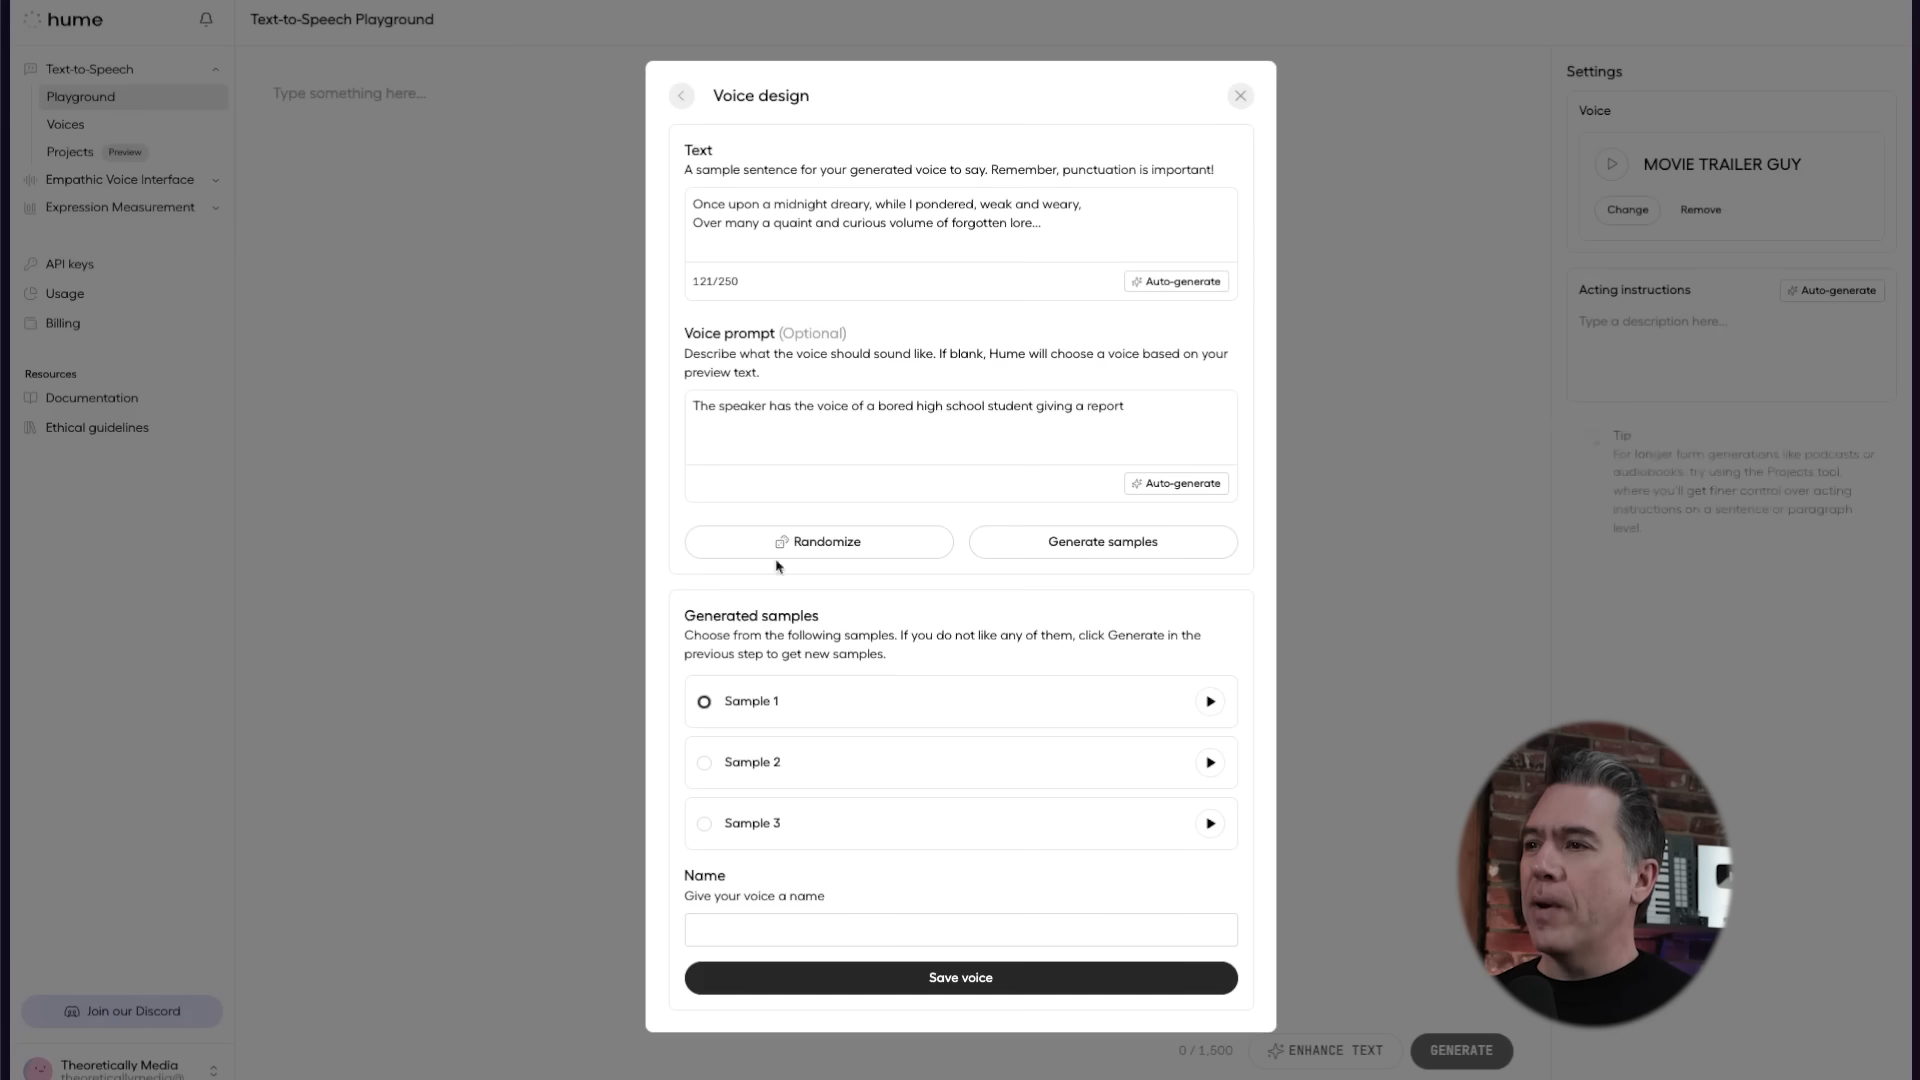 hume
Text-to-Speech Playground
Text-to-Speech
Playground
Voices
Projects Preview
Empathic Voice Interface
Expression Measurement
API keys
Usage
Billing
Resources
Documentation
Ethical guidelines
Join our Discord
Theoretically Media
Type something here...
Voice design
Text
A sample sentence for your generated voice to say. Remember, punctuation is important!
Once upon a midnight dreary, while I pondered, weak and weary,
Over many a quaint and curious volume of forgotten lore...
121/250
Auto-generate
Voice prompt (Optional)
Describe what the voice should sound like. If blank, Hume will choose a voice based on your
preview text.
The speaker has the voice of a bored high school student giving a report
Auto-generate
Randomize
Generate samples
Generated samples
Choose from the following samples. If you do not like any of them, click Generate in the
previous step to get new samples.
Sample 1
Sample 2
Sample 3
Name
Give your voice a name
Save voice
0 / 1,500
ENHANCE TEXT
GENERATE
Settings
Voice
MOVIE TRAILER GUY
Change
Remove
Acting instructions
Auto-generate
Type a description here...
Tip
For longer form generations like podcasts or
audiobooks, try using the Projects tool,
where you'll get finer control over acting
instructions on a sentence or paragraph
level.